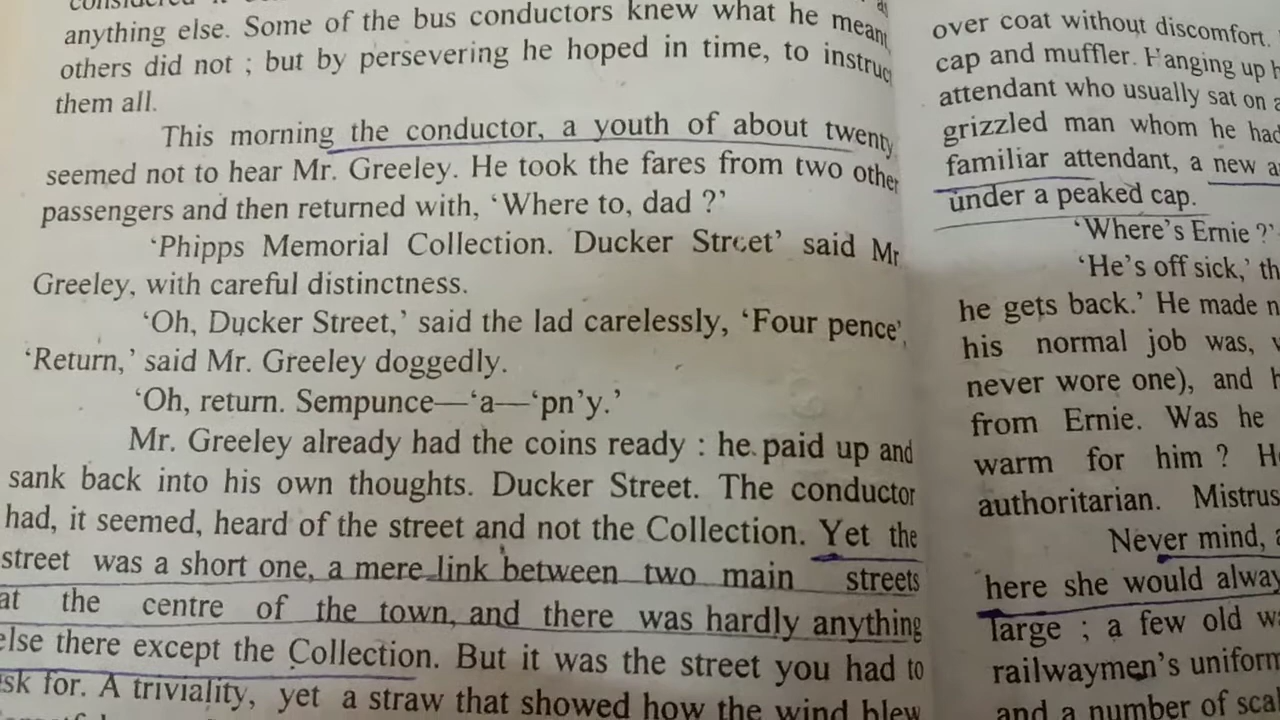 anything else. Some of the bus conductors knew what he meant
others did not ; but by persevering he hoped in time, to instruc
them all.
This morning the conductor, a youth of about twenty
seemed not to hear Mr. Greeley. He took the fares from two other
passengers and then returned with, ‘Where to, dad ?’
‘Phipps Memorial Collection. Ducker Street’ said Mr
Greeley, with careful distinctness.
‘Oh, Ducker Street,’ said the lad carelessly, ‘Four pence’,
‘Return,’ said Mr. Greeley doggedly.
‘Oh, return. Sempunce—‘a—‘pn’y.’
Mr. Greeley already had the coins ready : he paid up and
sank back into his own thoughts. Ducker Street. The conductor
had, it seemed, heard of the street and not the Collection. Yet the
street was a short one, a mere link between two main streets
at the centre of the town, and there was hardly anything
else there except the Collection. But it was the street you had to
sk for. A triviality, yet a straw that showed how the wind blew
over coat without discomfort.
cap and muffler. Hanging up h
attendant who usually sat on a
grizzled man whom he had
familiar attendant, a new a
under a peaked cap.
‘Where’s Ernie ?’
‘He’s off sick,’ th
he gets back.’ He made n
his normal job was, w
never wore one), and h
from Ernie. Was he
warm for him ? H
authoritarian. Mistrus
Never mind, a
here she would alway
large ; a few old w
railwaymen’s uniform
and a number of sca